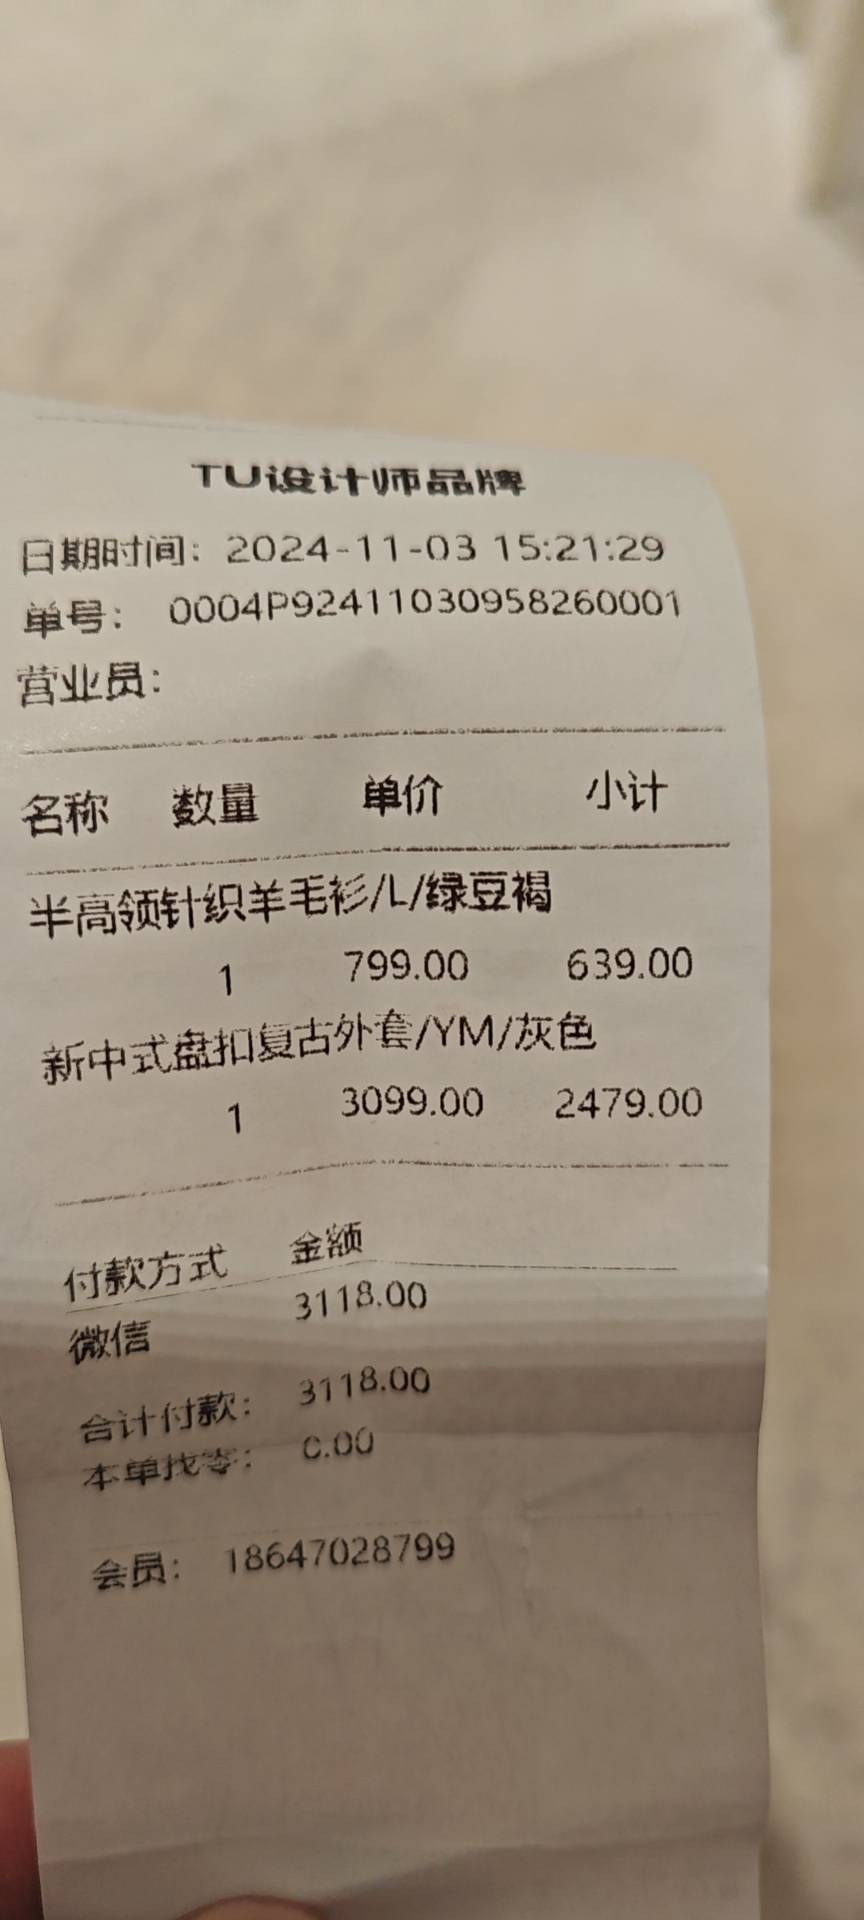 TU设计师品牌
日期时间：2024-11-03 15:21:29
单号： 0004P92411030958260001
营业员：
名称 数量 单价 小计
半高领针织羊毛衫/L/绿豆褐
1 799.00 639.00
新中式盘扣复古外套/YM/灰色
1 3099.00 2479.00
付款方式 金额
微信 3118.00
合计付款： 3118.00
本单找零： 0.00
会员： 18647028799